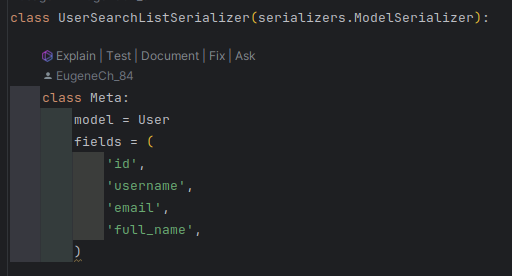 class UserSearchListSerializer(serializers.ModelSerializer):
Explain | Test | Document | Fix | Ask
EugeneCh_84
class Meta:
model = User
fields = (
'id',
'username',
'email',
'full_name',
)